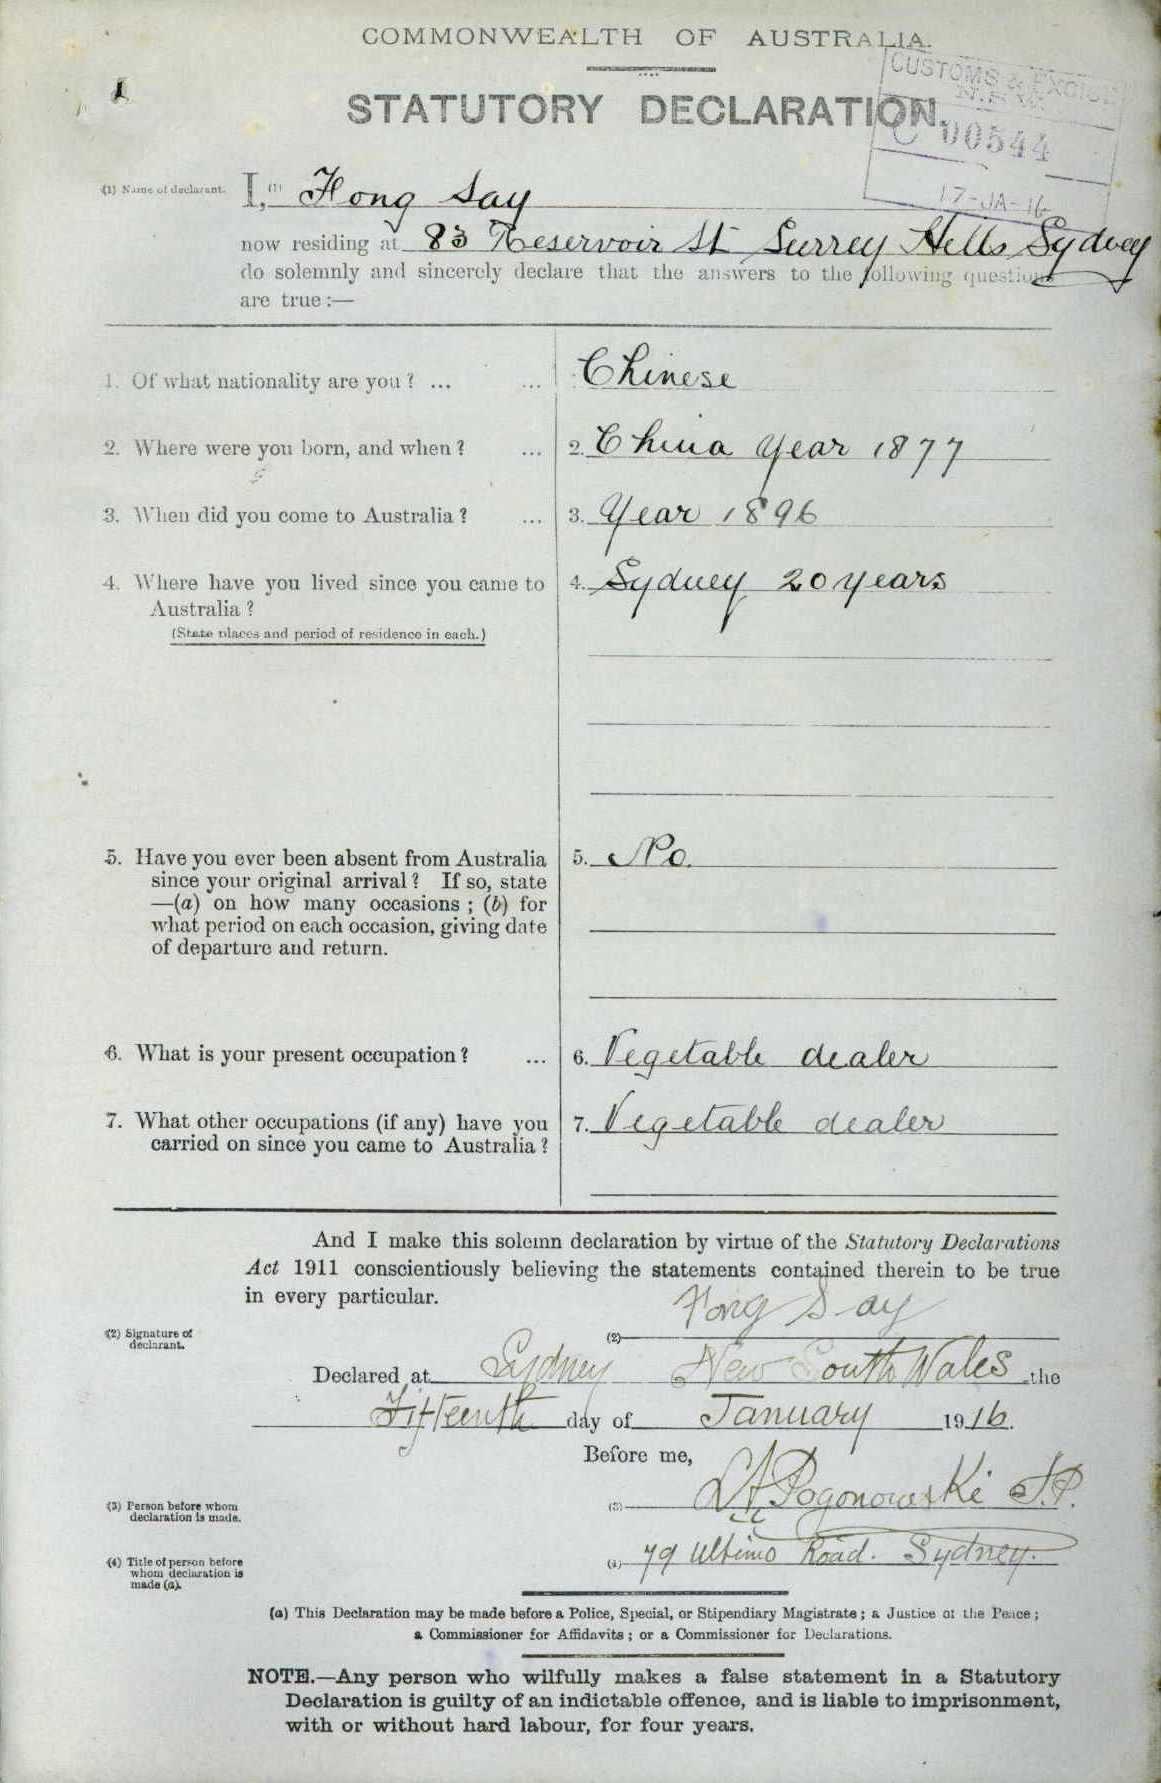 COMMONWEALTH OF AUSTRALIA.
STATUTORY DECLARATION.
CUSTOMS & EXCISE
N.S.W.
C 00544
17-JA-16
1
(1) Name of declarant. I, (1) Hong Say
now residing at 83 Reservoir St Surrey Hells Sydney
do solemnly and sincerely declare that the answers to the following questions
are true :—
1. Of what nationality are you ? ... ... Chinese
2. Where were you born, and when ? ... 2. China Year 1877
3. When did you come to Australia ? ... 3. Year 1896
4. Where have you lived since you came to 4. Sydney 20 years
Australia ?
(State places and period of residence in each.)
5. Have you ever been absent from Australia 5. No.
since your original arrival ? If so, state
—(a) on how many occasions ; (b) for
what period on each occasion, giving date
of departure and return.
6. What is your present occupation ? ... 6. Vegetable dealer
7. What other occupations (if any) have you 7. Vegetable dealer
carried on since you came to Australia ?
And I make this solemn declaration by virtue of the Statutory Declarations
Act 1911 conscientiously believing the statements contained therein to be true
in every particular.
Hong Say
(2) Signature of (2)
declarant.
Declared at Sydney New South Wales the
Fifteenth day of January 1916.
Before me,
(3) Person before whom (3) Pogonowski J.P.
declaration is made.
(4) Title of person before (4) 79 Ultimo Road. Sydney.
whom declaration is
made (a).
(a) This Declaration may be made before a Police, Special, or Stipendiary Magistrate ; a Justice of the Peace ;
a Commissioner for Affidavits ; or a Commissioner for Declarations.
NOTE.—Any person who wilfully makes a false statement in a Statutory
Declaration is guilty of an indictable offence, and is liable to imprisonment,
with or without hard labour, for four years.